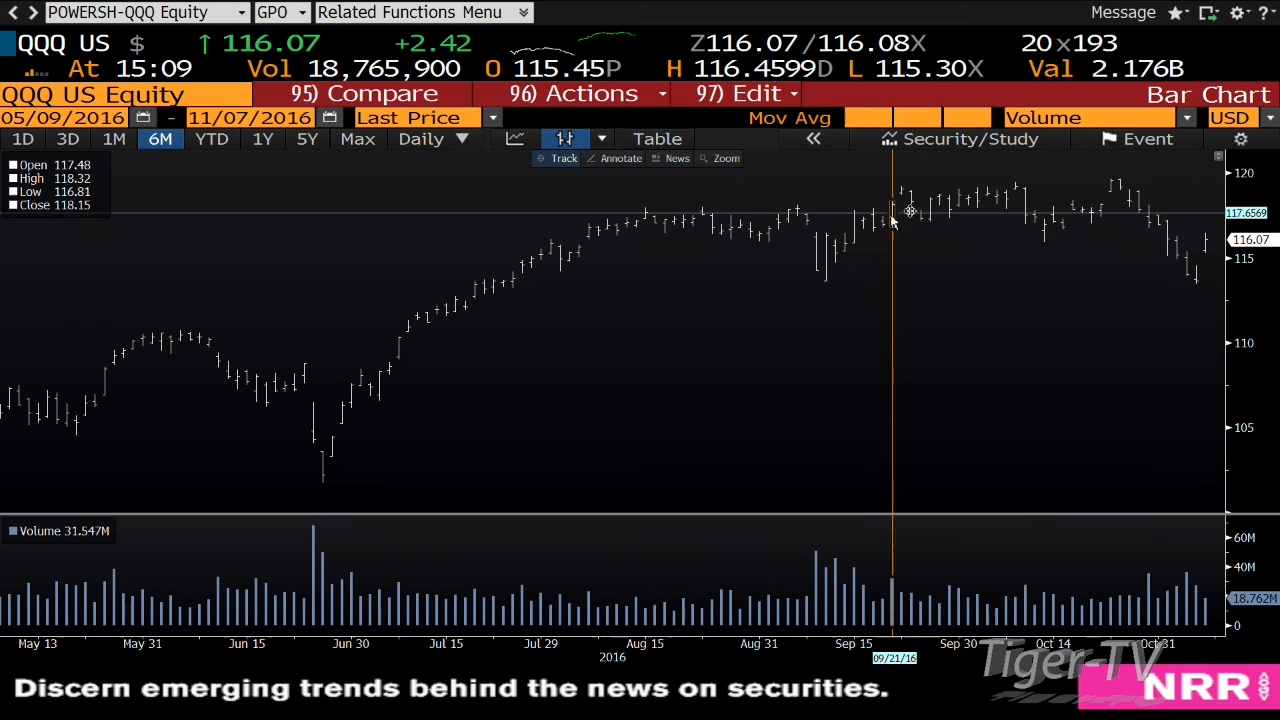 POWERSH-QQQ Equity GPO Related Functions Menu Message
QQQ US $ ↑ 116.07 +2.42 Z116.07/116.08X 20x193
At 15:09 Vol 18,765,900 O 115.45P H 116.4599D L 115.30X Val 2.176B
QQQ US Equity 95) Compare 96) Actions 97) Edit Bar Chart
05/09/2016 - 11/07/2016 Last Price Mov Avg Volume USD
1D 3D 1M 6M YTD 1Y 5Y Max Daily Table « Security/Study Event
Track Annotate News Zoom
Open 117.48
High 118.32
Low 116.81
Close 118.15
120
117.6569
116.07
115
110
105
Volume 31.547M
60M
40M
18.762M
0
May 13 May 31 Jun 15 Jun 30 Jul 15 Jul 29 Aug 15 Aug 31 Sep 15 Sep 30 Oct 14 Oct 31
2016 09/21/16
Tiger-TV
Discern emerging trends behind the news on securities. NRR <GO>